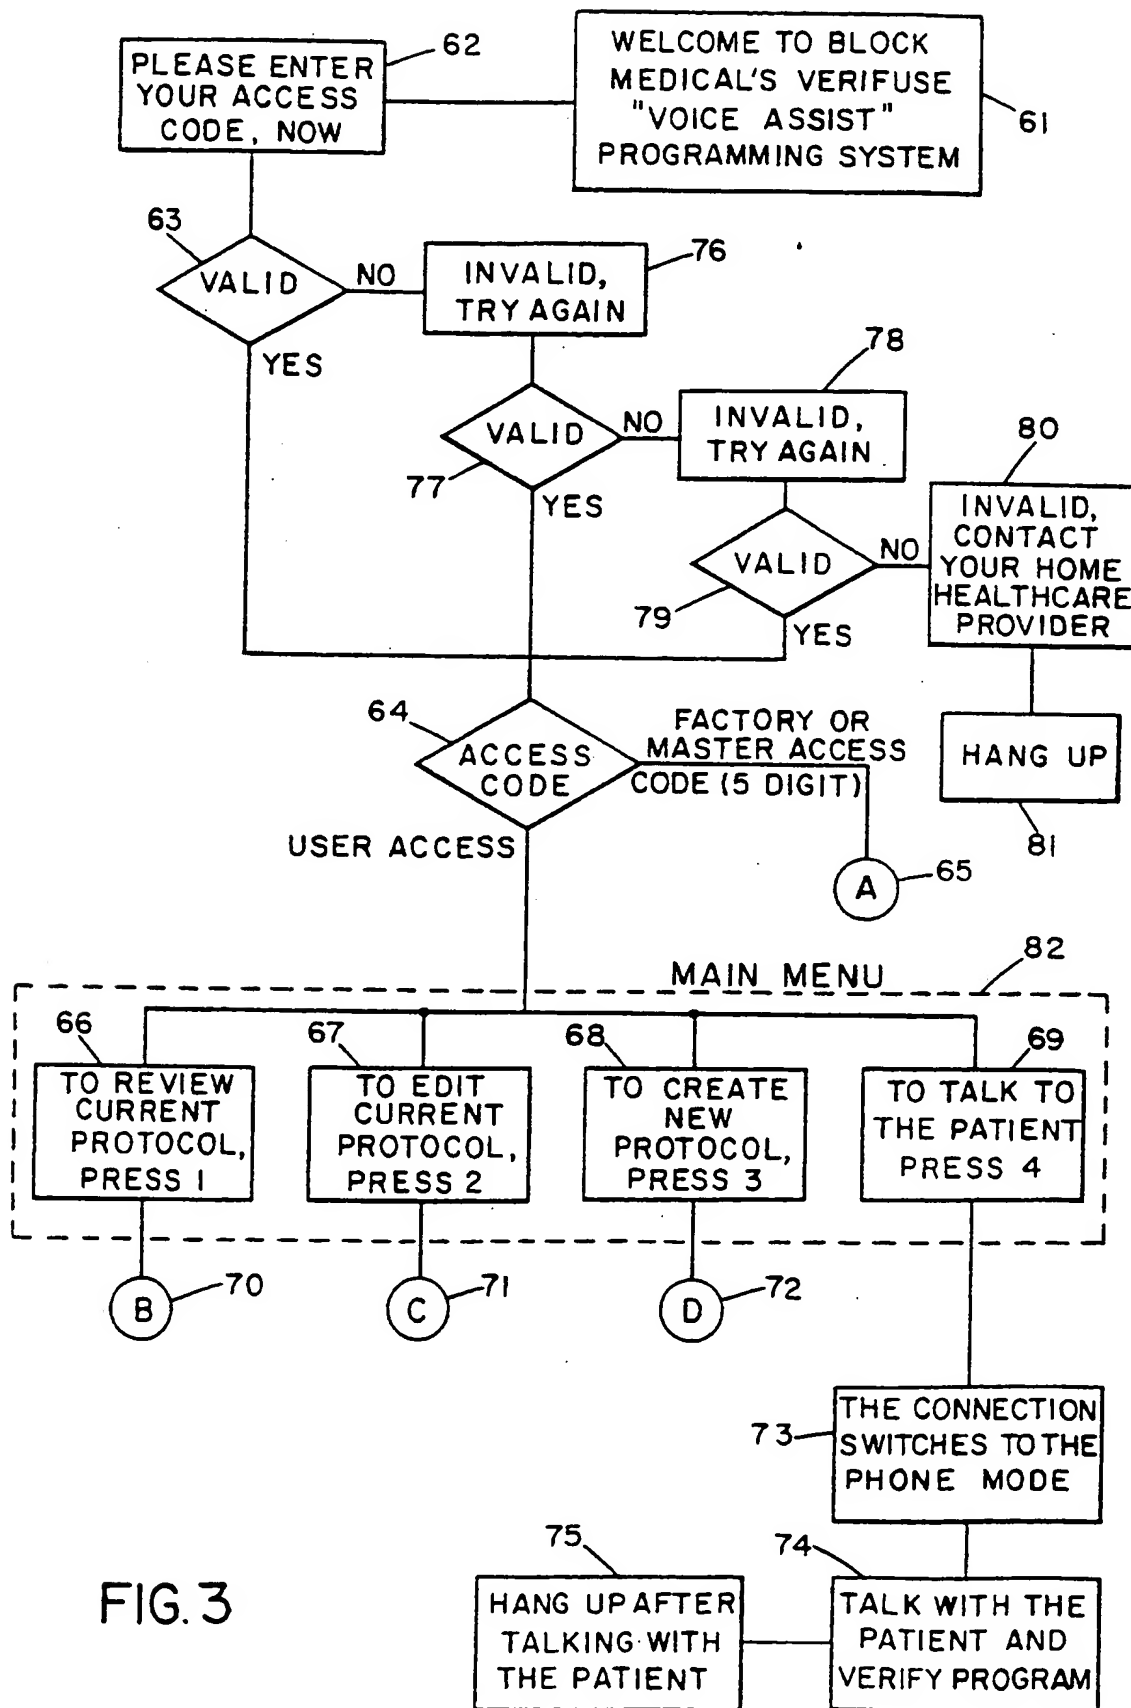 62
PLEASE ENTER
YOUR ACCESS
CODE, NOW
WELCOME TO BLOCK
MEDICAL'S VERIFUSE
"VOICE ASSIST"
PROGRAMMING SYSTEM
61
63
VALID
NO
YES
76
INVALID,
TRY AGAIN
77
VALID
NO
YES
78
INVALID,
TRY AGAIN
79
VALID
NO
YES
80
INVALID,
CONTACT
YOUR HOME
HEALTHCARE
PROVIDER
HANG UP
81
64
ACCESS
CODE
FACTORY OR
MASTER ACCESS
CODE (5 DIGIT)
USER ACCESS
A
65
MAIN MENU
82
66
TO REVIEW
CURRENT
PROTOCOL,
PRESS 1
67
TO EDIT
CURRENT
PROTOCOL,
PRESS 2
68
TO CREATE
NEW
PROTOCOL,
PRESS 3
69
TO TALK TO
THE PATIENT
PRESS 4
B
70
C
71
D
72
73
THE CONNECTION
SWITCHES TO THE
PHONE MODE
74
TALK WITH THE
PATIENT AND
VERIFY PROGRAM
75
HANG UP AFTER
TALKING WITH
THE PATIENT
FIG. 3